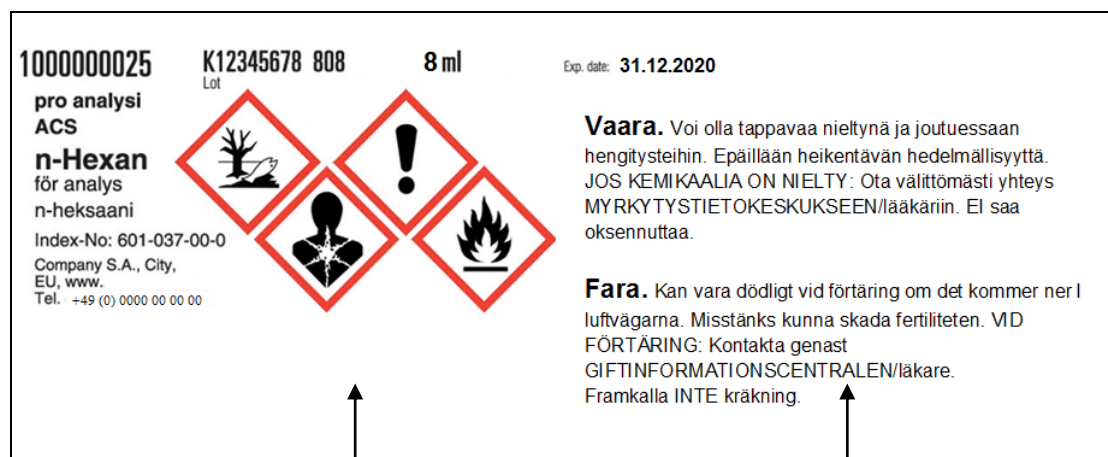 1000000025
K12345678 808
8 ml
Exp. date: 31.12.2020
Lot
pro analysi
ACS
n-Hexan
för analys
n-heksaani
Index-No: 601-037-00-0
Company S.A., City,
EU, www.
Tel. +49 (0) 0000 00 00 00
Vaara. Voi olla tappavaa nieltynä ja joutuessaan
hengitysteihin. Epäillään heikentävän hedelmällisyyttä.
JOS KEMIKAALIA ON NIELTY: Ota välittömästi yhteys
MYRKYTYSTIETOKESKUKSEEN/lääkäriin. EI saa
oksennuttaa.
Fara. Kan vara dödligt vid förtäring om det kommer ner I
luftvägarna. Misstänks kunna skada fertiliteten. VID
FÖRTÄRING: Kontakta genast
GIFTINFORMATIONSCENTRALEN/läkare.
Framkalla INTE kräkning.